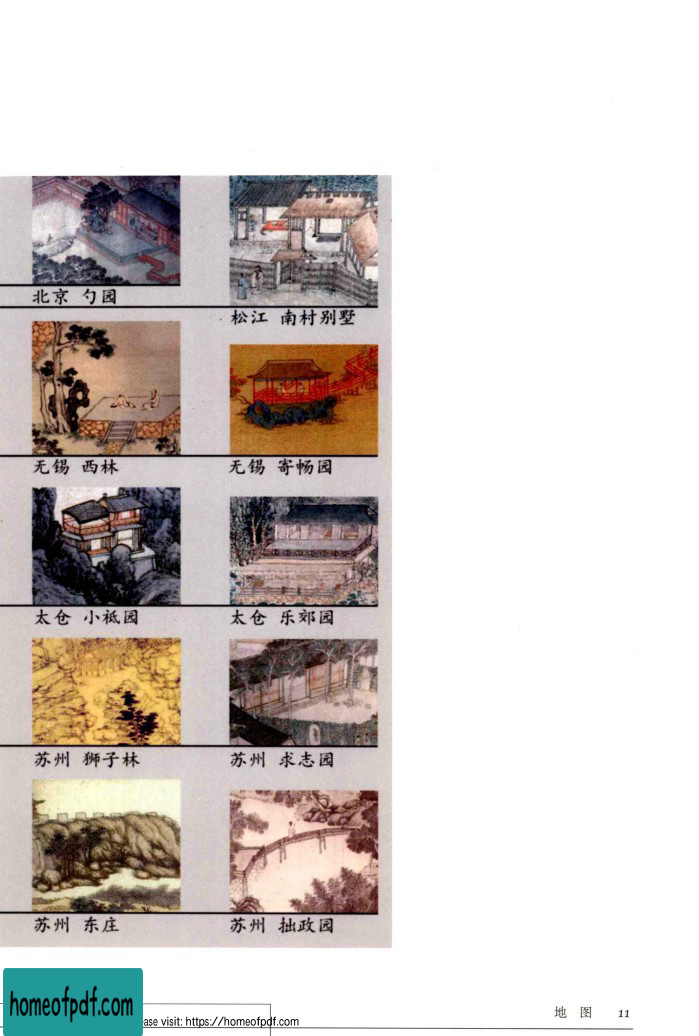 北京 勺园
松江 南村别墅
无锡 西林
无锡 寄畅园
太仓 小祗园
太仓 乐郊园
苏州 狮子林
苏州 求志园
苏州 东庄
苏州 拙政园
地 图 11
homeofpdf.com
ase visit: https://homeofpdf.com